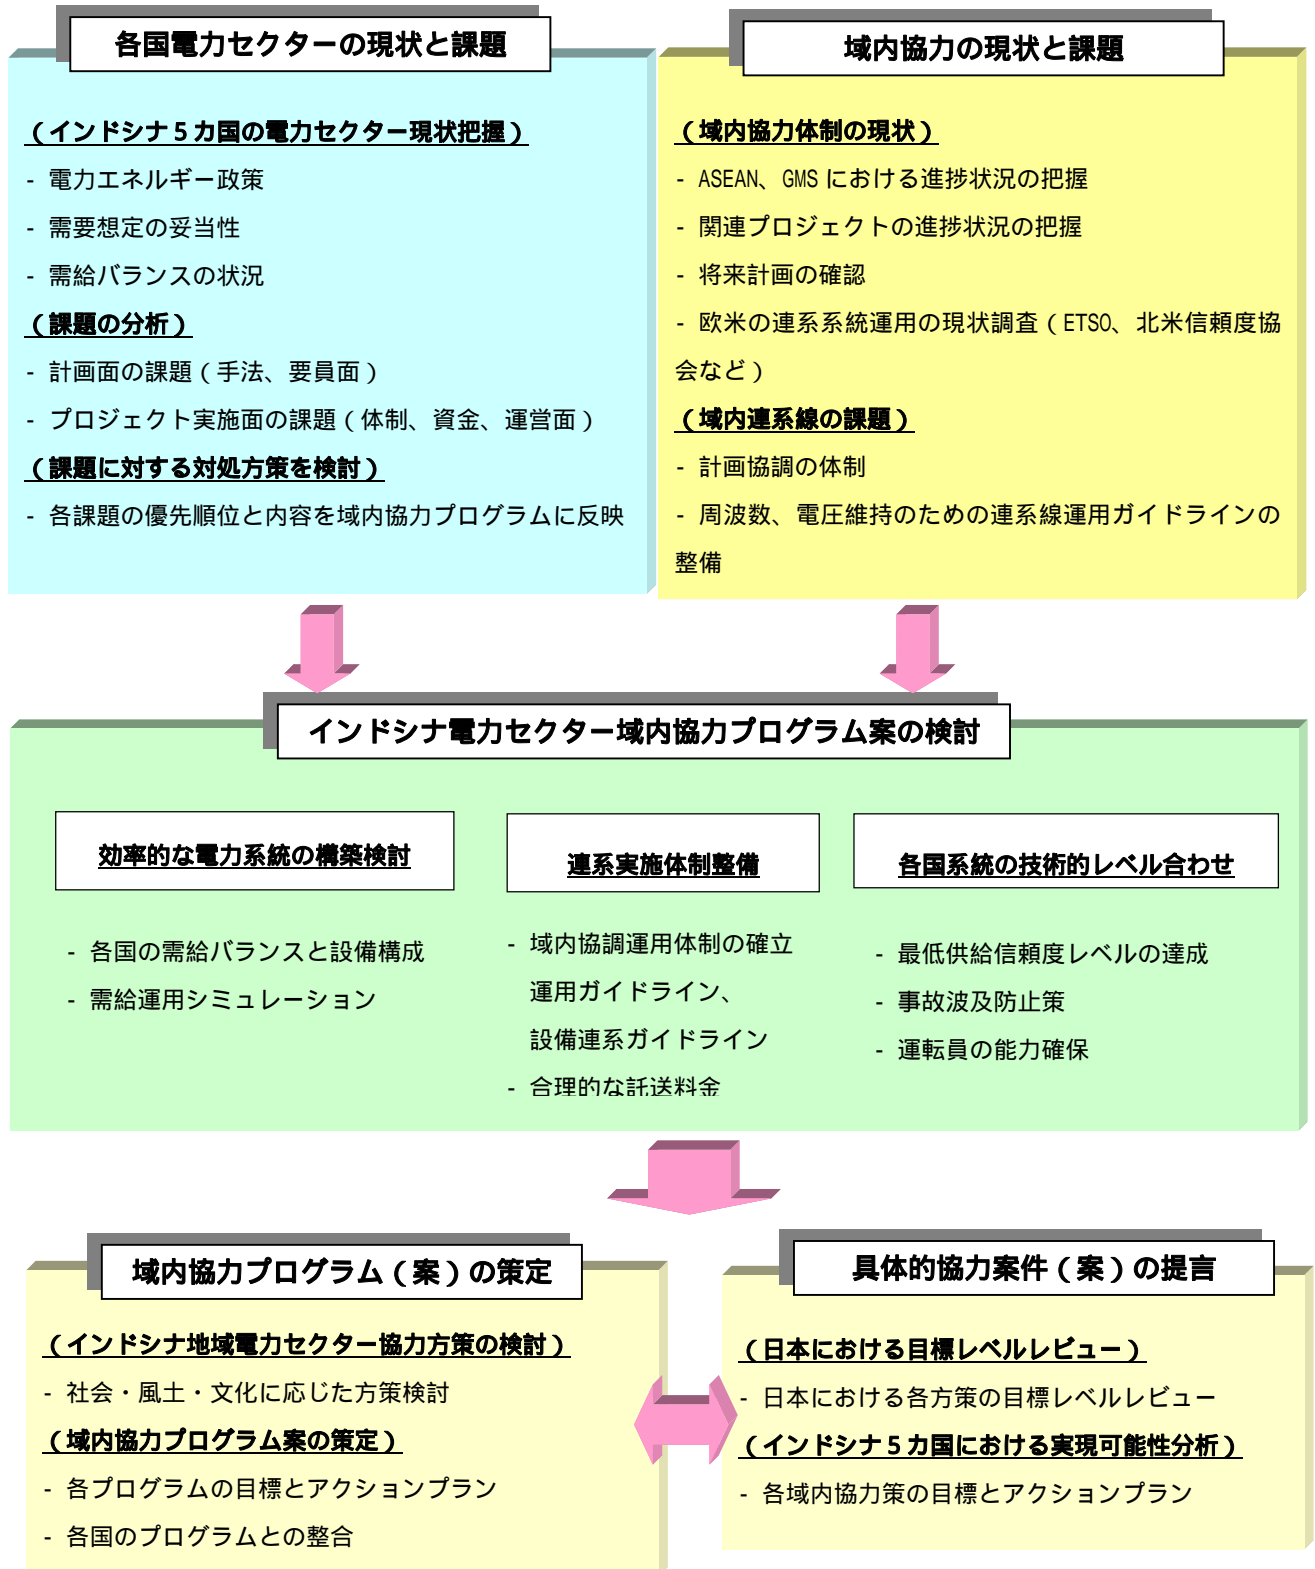 各国電力セクターの現状と課題
（インドシナ５カ国の電力セクター現状把握）
- 電力エネルギー政策
- 需要想定の妥当性
- 需給バランスの状況
（課題の分析）
- 計画面の課題（手法、要員面）
- プロジェクト実施面の課題（体制、資金、運営面）
（課題に対する対処方策を検討）
- 各課題の優先順位と内容を域内協力プログラムに反映
域内協力の現状と課題
（域内協力体制の現状）
- ASEAN、GMS における進捗状況の把握
- 関連プロジェクトの進捗状況の把握
- 将来計画の確認
- 欧米の連系系統運用の現状調査（ETSO、北米信頼度協
会など）
（域内連系線の課題）
- 計画協調の体制
- 周波数、電圧維持のための連系線運用ガイドラインの
整備
インドシナ電力セクター域内協力プログラム案の検討
効率的な電力系統の構築検討
- 各国の需給バランスと設備構成
- 需給運用シミュレーション
連系実施体制整備
- 域内協調運用体制の確立
運用ガイドライン、
設備連系ガイドライン
- 合理的な託送料金
各国系統の技術的レベル合わせ
- 最低供給信頼度レベルの達成
- 事故波及防止策
- 運転員の能力確保
域内協力プログラム（案）の策定
（インドシナ地域電力セクター協力方策の検討）
- 社会・風土・文化に応じた方策検討
（域内協力プログラム案の策定）
- 各プログラムの目標とアクションプラン
- 各国のプログラムとの整合
具体的協力案件（案）の提言
（日本における目標レベルレビュー）
- 日本における各方策の目標レベルレビュー
（インドシナ５カ国における実現可能性分析）
- 各域内協力策の目標とアクションプラン